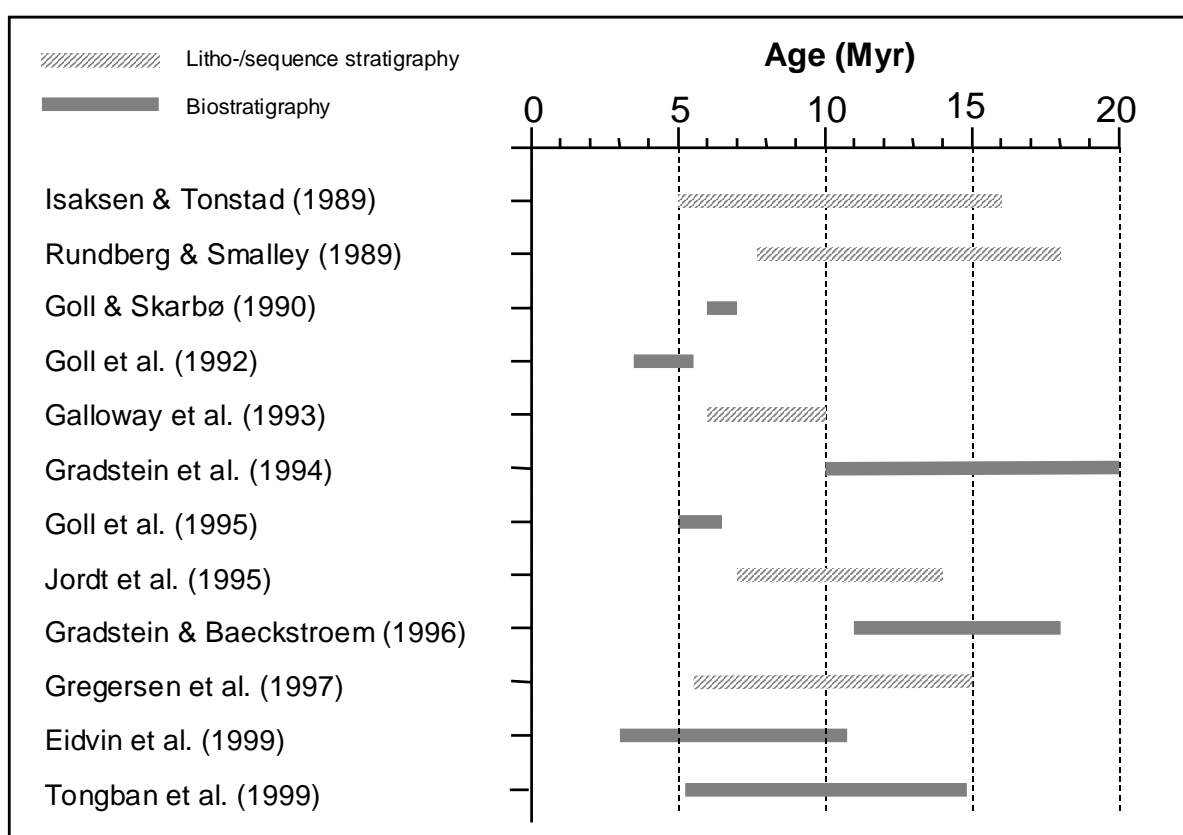 Litho-/sequence stratigraphy
Biostratigraphy
Age (Myr)
0 5 10 15 20
Isaksen & Tonstad (1989)
Rundberg & Smalley (1989)
Goll & Skarbø (1990)
Goll et al. (1992)
Galloway et al. (1993)
Gradstein et al. (1994)
Goll et al. (1995)
Jordt et al. (1995)
Gradstein & Baeckstroem (1996)
Gregersen et al. (1997)
Eidvin et al. (1999)
Tongban et al. (1999)